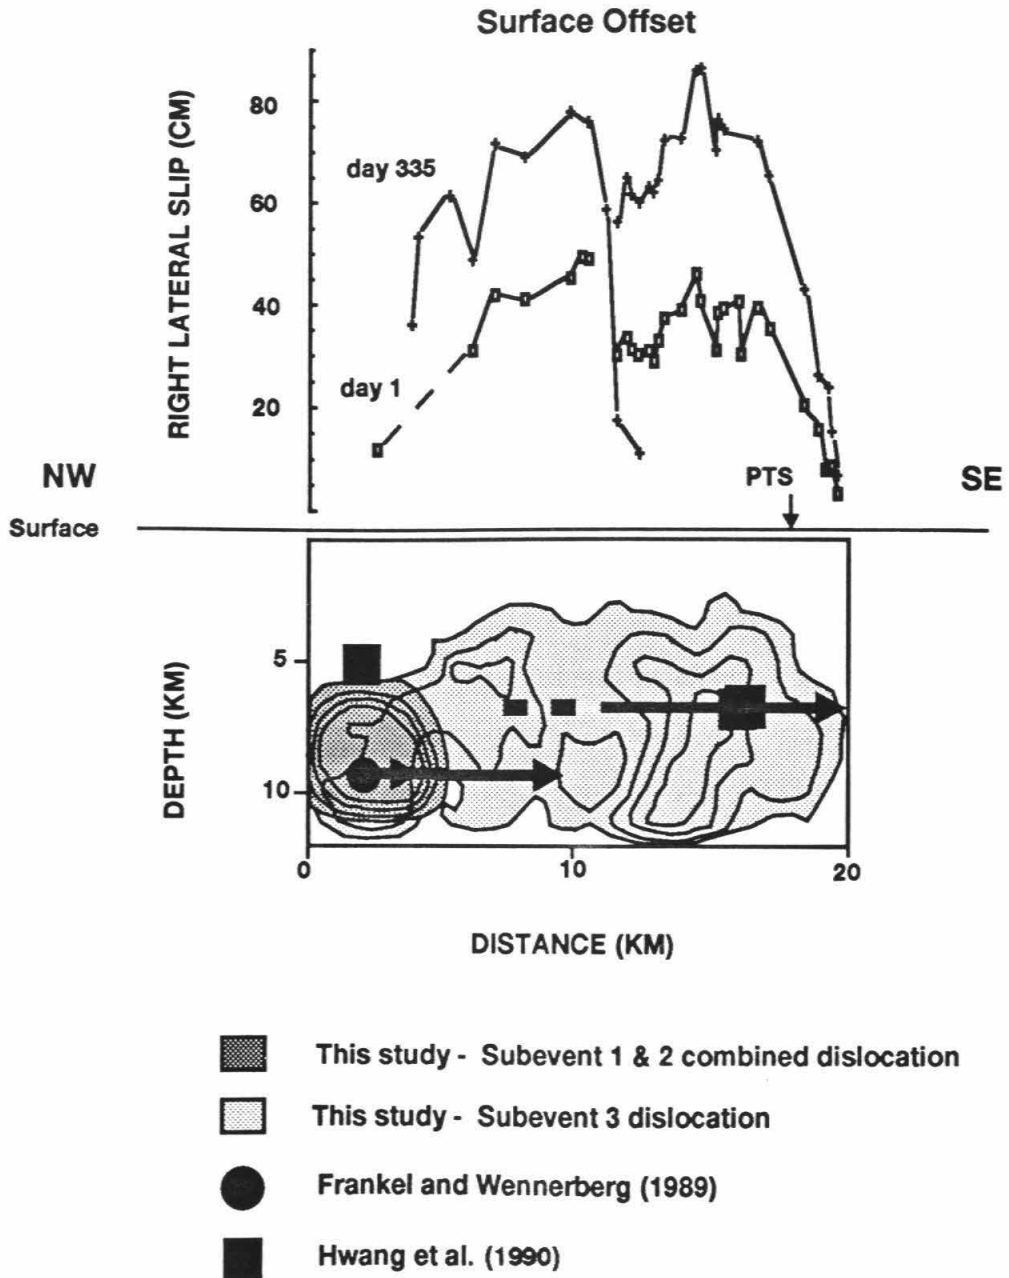 Surface Offset
RIGHT LATERAL SLIP (CM)
80
60
40
20
day 335
day 1
NW
SE
PTS
Surface
DEPTH (KM)
5
10
0
10
20
DISTANCE (KM)
This study - Subevent 1 & 2 combined dislocation
This study - Subevent 3 dislocation
Frankel and Wennerberg (1989)
Hwang et al. (1990)